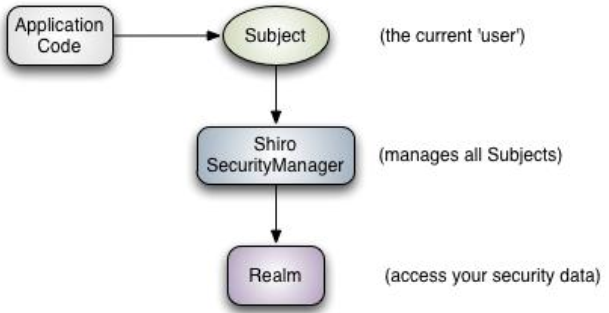 Application
Code
Subject
(the current 'user')
Shiro
SecurityManager
(manages all Subjects)
Realm
(access your security data)